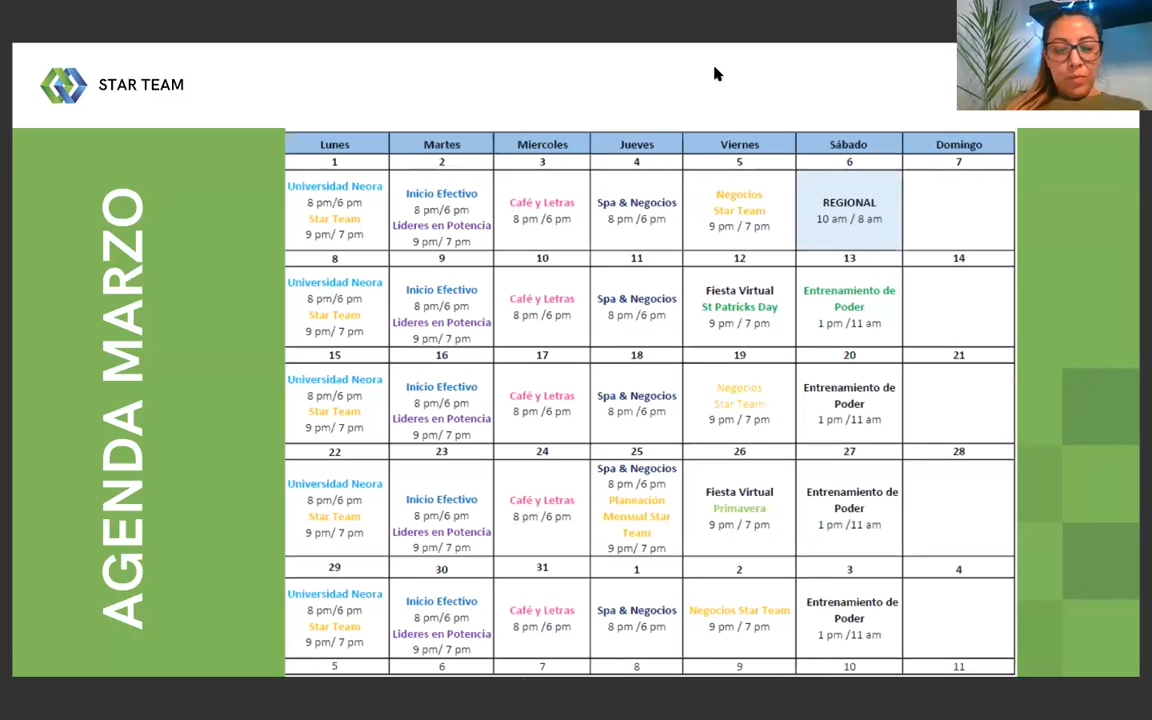 STAR TEAM
AGENDA MARZO
Lunes Martes Miercoles Jueves Viernes Sábado Domingo
1 2 3 4 5 6 7
Universidad Neora
8 pm/6 pm
Star Team
9 pm/ 7 pm
Inicio Efectivo
8 pm/6 pm
Lideres en Potencia
9 pm/ 7 pm
Café y Letras
8 pm /6 pm
Spa & Negocios
8 pm /6 pm
Negocios
Star Team
9 pm / 7 pm
REGIONAL
10 am / 8 am
8 9 10 11 12 13 14
Universidad Neora
8 pm/6 pm
Star Team
9 pm/ 7 pm
Inicio Efectivo
8 pm/6 pm
Lideres en Potencia
9 pm/ 7 pm
Café y Letras
8 pm /6 pm
Spa & Negocios
8 pm /6 pm
Fiesta Virtual
St Patricks Day
9 pm / 7 pm
Entrenamiento de
Poder
1 pm /11 am
15 16 17 18 19 20 21
Universidad Neora
8 pm/6 pm
Star Team
9 pm/ 7 pm
Inicio Efectivo
8 pm/6 pm
Lideres en Potencia
9 pm/ 7 pm
Café y Letras
8 pm /6 pm
Spa & Negocios
8 pm /6 pm
Negocios
Star Team
9 pm / 7 pm
Entrenamiento de
Poder
1 pm /11 am
22 23 24 25 26 27 28
Universidad Neora
8 pm/6 pm
Star Team
9 pm/ 7 pm
Inicio Efectivo
8 pm/6 pm
Lideres en Potencia
9 pm/ 7 pm
Café y Letras
8 pm /6 pm
Spa & Negocios
8 pm /6 pm
Planeación
Mensual Star
Team
9 pm/ 7 pm
Fiesta Virtual
Primavera
9 pm / 7 pm
Entrenamiento de
Poder
1 pm /11 am
29 30 31 1 2 3 4
Universidad Neora
8 pm/6 pm
Star Team
9 pm/ 7 pm
Inicio Efectivo
8 pm/6 pm
Lideres en Potencia
9 pm/ 7 pm
Café y Letras
8 pm /6 pm
Spa & Negocios
8 pm /6 pm
Negocios Star Team
9 pm / 7 pm
Entrenamiento de
Poder
1 pm /11 am
5 6 7 8 9 10 11